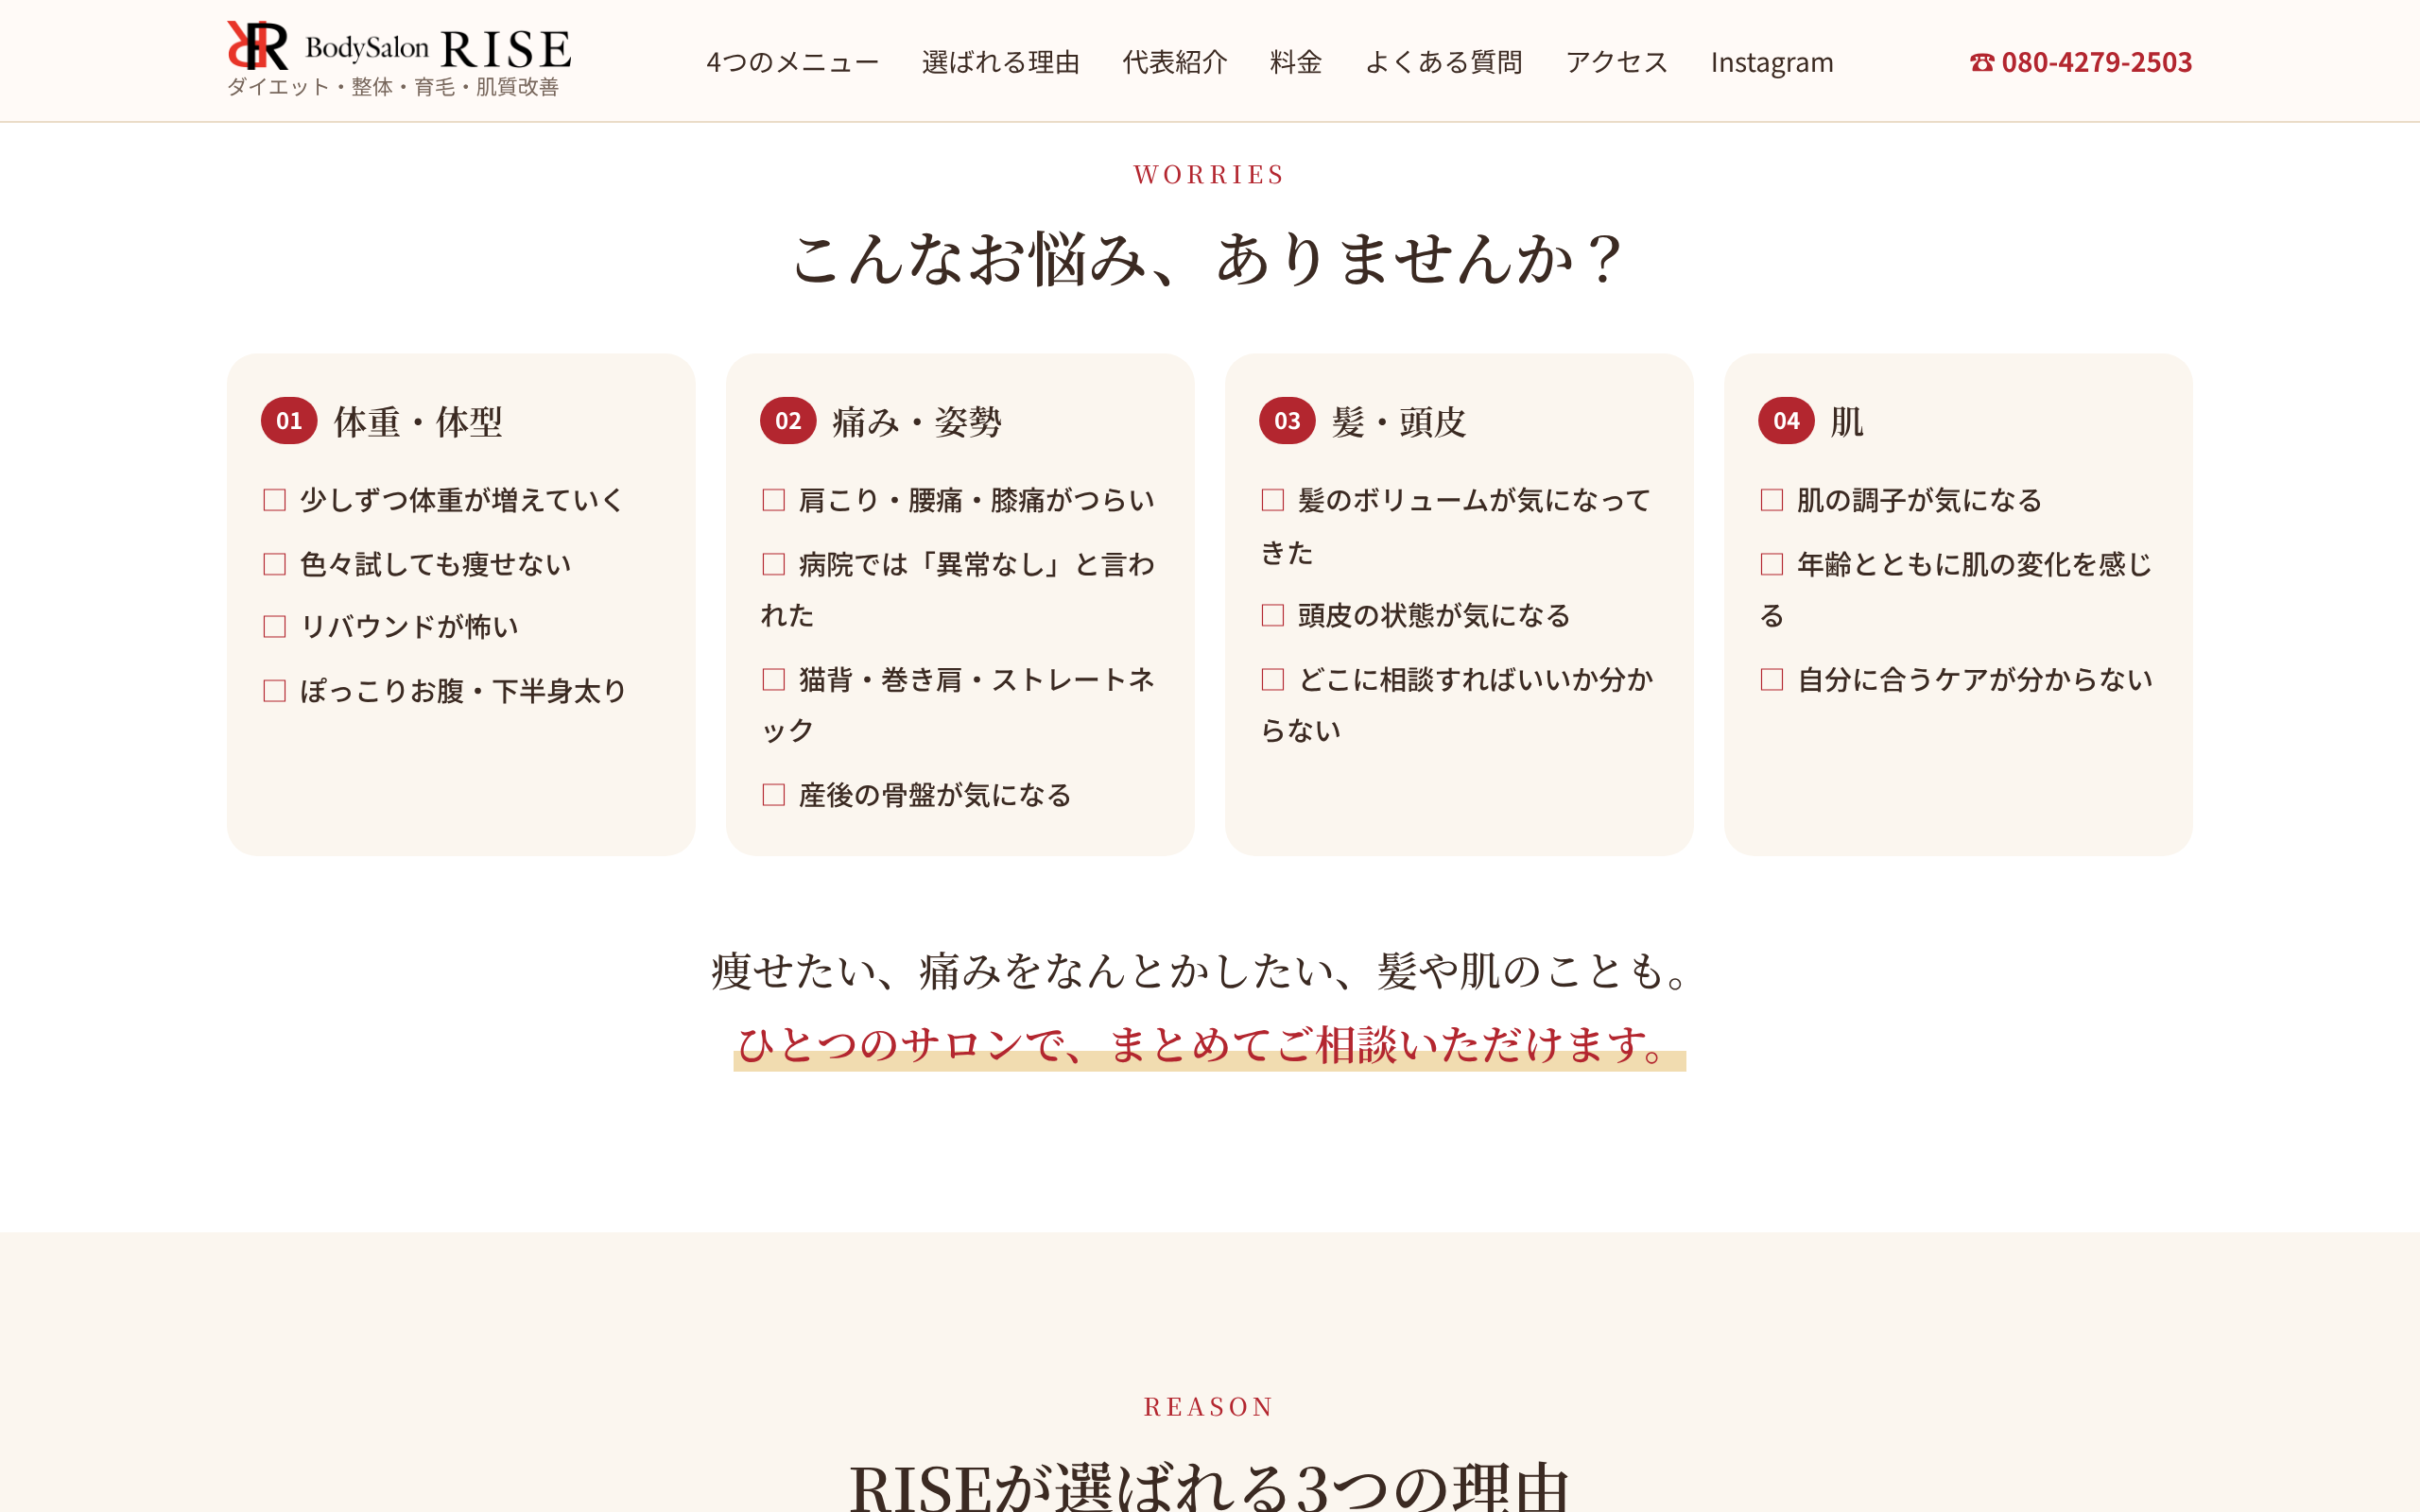 BodySalon RISE
ダイエット・整体・育毛・肌質改善
4つのメニュー 選ばれる理由 代表紹介 料金 よくある質問 アクセス Instagram
☎ 080-4279-2503
WORRIES
こんなお悩み、ありませんか？
01 体重・体型
□ 少しずつ体重が増えていく
□ 色々試しても痩せない
□ リバウンドが怖い
□ ぽっこりお腹・下半身太り
02 痛み・姿勢
□ 肩こり・腰痛・膝痛がつらい
□ 病院では「異常なし」と言わ
れた
□ 猫背・巻き肩・ストレートネ
ック
□ 産後の骨盤が気になる
03 髪・頭皮
□ 髪のボリュームが気になって
きた
□ 頭皮の状態が気になる
□ どこに相談すればいいか分か
らない
04 肌
□ 肌の調子が気になる
□ 年齢とともに肌の変化を感じ
る
□ 自分に合うケアが分からない
痩せたい、痛みをなんとかしたい、髪や肌のことも。
ひとつのサロンで、まとめてご相談いただけます。
REASON
RISEが選ばれる3つの理由